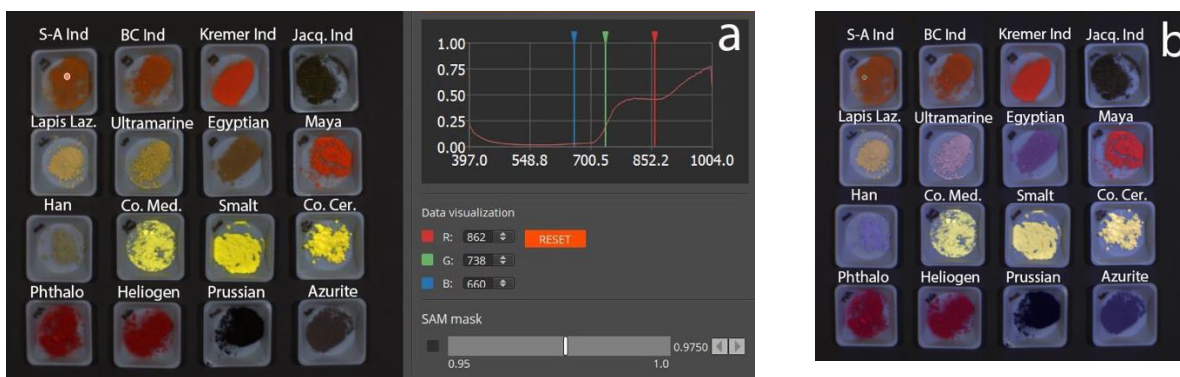 S-A Ind BC Ind Kremer Ind Jacq. Ind
Lapis Laz. Ultramarine Egyptian Maya
Han Co. Med. Smalt Co. Cer.
Phthalo Heliogen Prussian Azurite
a
1.00
0.75
0.50
0.25
0.00
397.0 548.8 700.5 852.2 1004.0
Data visualization
R: 862 RESET
G: 738
B: 660
SAM mask
0.9750
0.95 1.0
b
S-A Ind BC Ind Kremer Ind Jacq. Ind
Lapis Laz. Ultramarine Egyptian Maya
Han Co. Med. Smalt Co. Cer.
Phthalo Heliogen Prussian Azurite